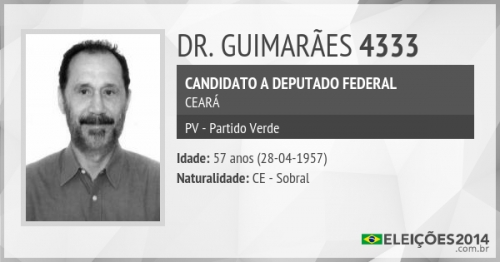 DR. GUIMARÃES 4333
CANDIDATO A DEPUTADO FEDERAL
CEARÁ
PV - Partido Verde
Idade: 57 anos (28-04-1957)
Naturalidade: CE - Sobral
ELEIÇÕES2014
.com.br